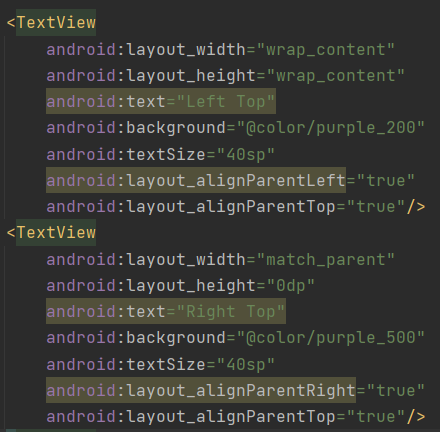 <TextView
android:layout_width="wrap_content"
android:layout_height="wrap_content"
android:text="Left Top"
android:background="@color/purple_200"
android:textSize="40sp"
android:layout_alignParentLeft="true"
android:layout_alignParentTop="true"/>
<TextView
android:layout_width="match_parent"
android:layout_height="0dp"
android:text="Right Top"
android:background="@color/purple_500"
android:textSize="40sp"
android:layout_alignParentRight="true"
android:layout_alignParentTop="true"/>